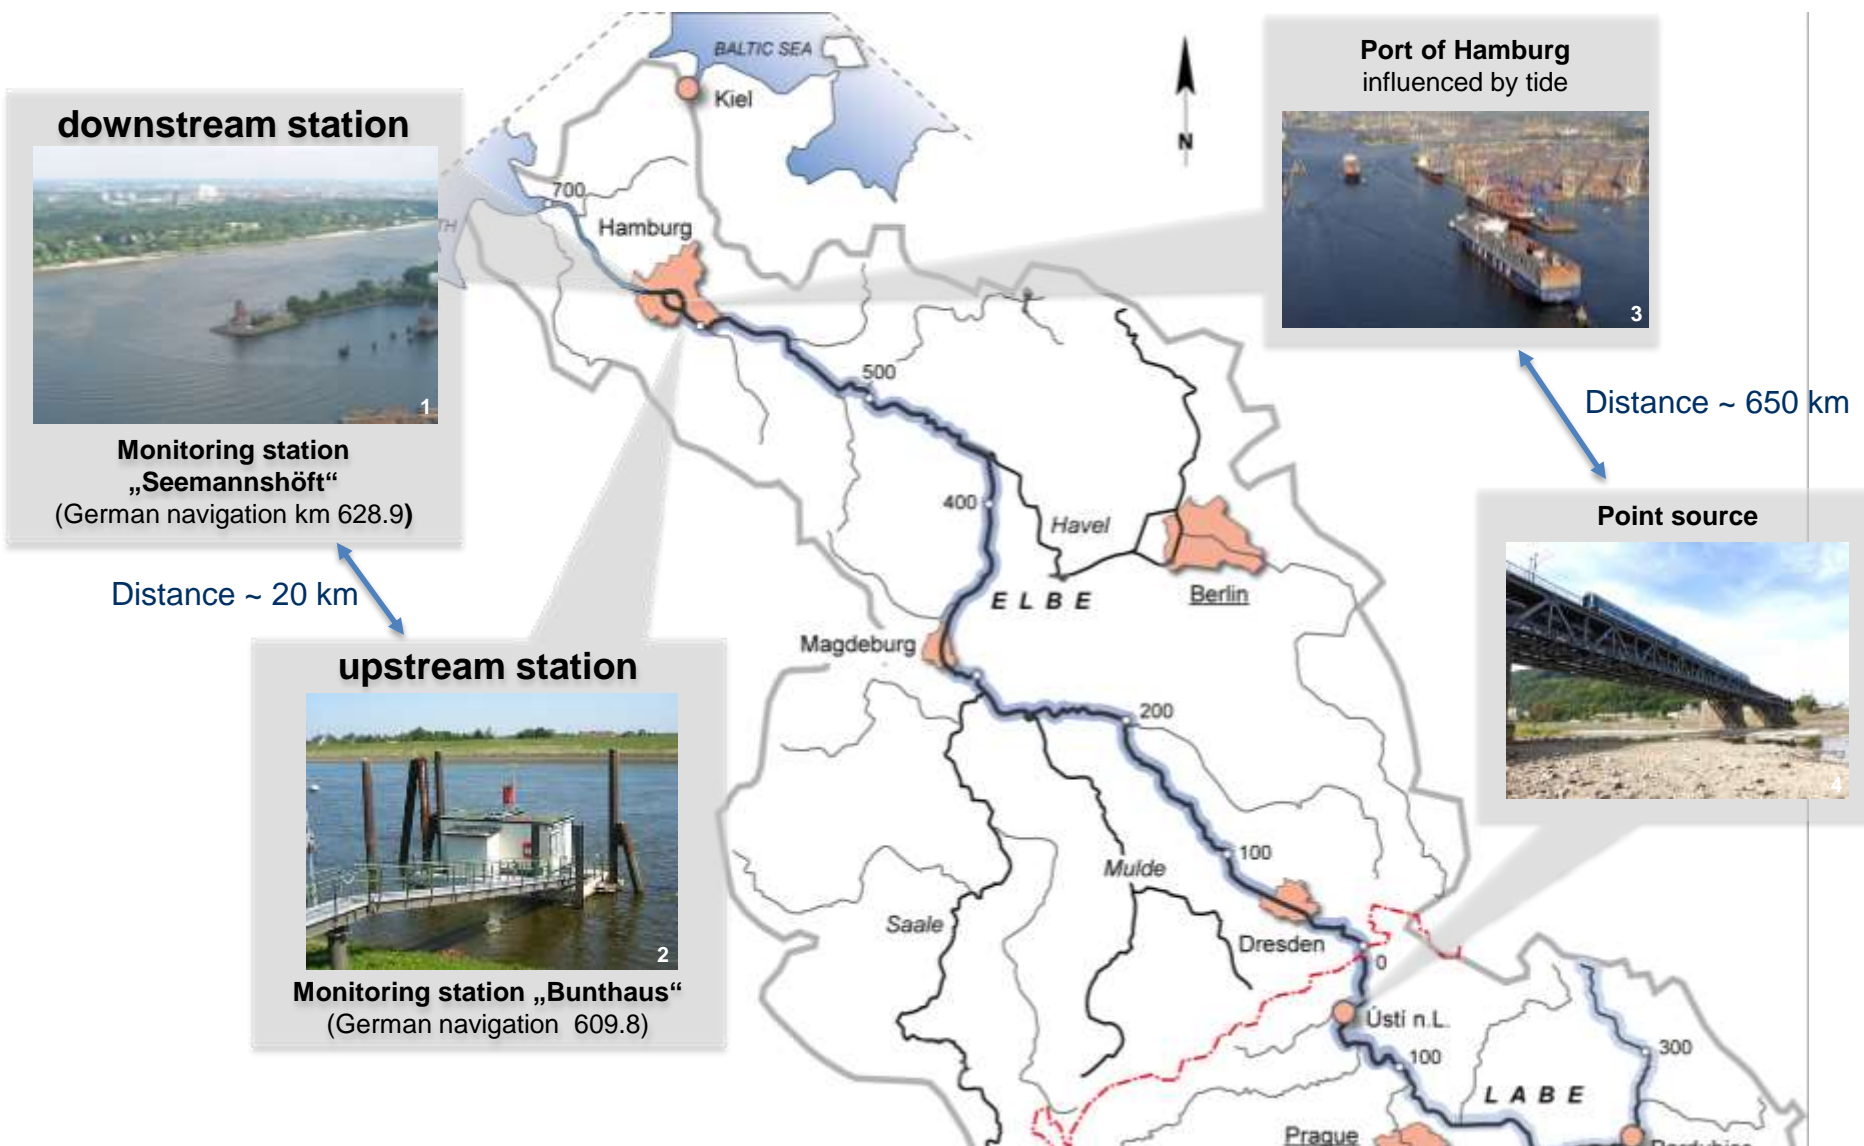 BALTIC SEA
Kiel
N
Port of Hamburg
influenced by tide
3
downstream station
1
Monitoring station
„Seemannshöft“
(German navigation km 628.9)
TH
700
Hamburg
Distance ~ 650 km
500
400
Havel
Berlin
ELBE
Magdeburg
Point source
4
Distance ~ 20 km
upstream station
2
Monitoring station „Bunthaus“
(German navigation 609.8)
200
100
Mulde
Saale
Dresden
0
Ústí n.L.
100
300
LABE
Prague